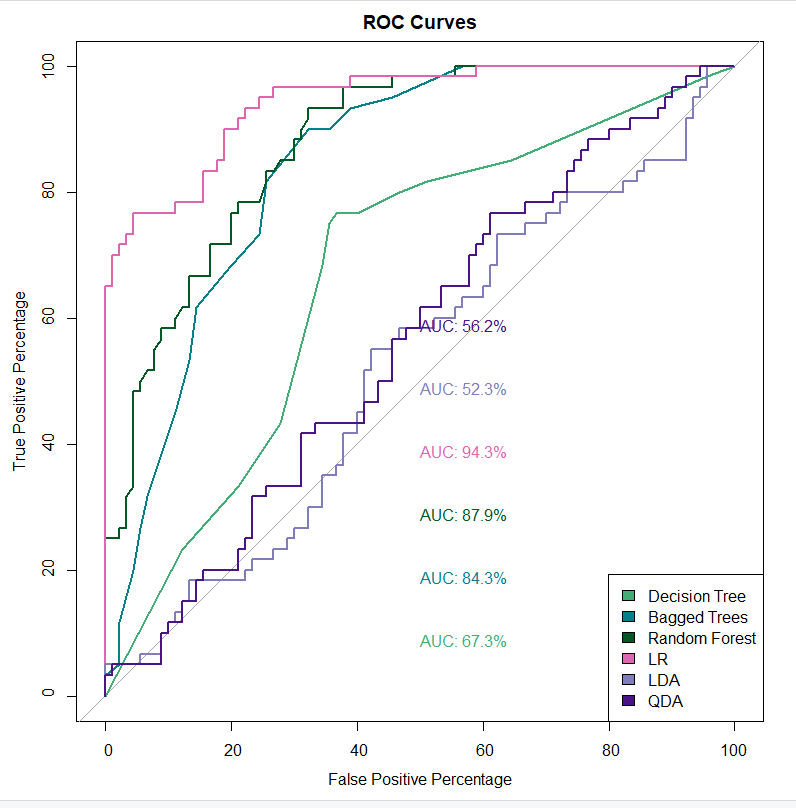 ROC Curves
True Positive Percentage
100
80
60
40
20
0
AUC: 56.2%
AUC: 52.3%
AUC: 94.3%
AUC: 87.9%
AUC: 84.3%
AUC: 67.3%
Decision Tree
Bagged Trees
Random Forest
LR
LDA
QDA
0 20 40 60 80 100
False Positive Percentage